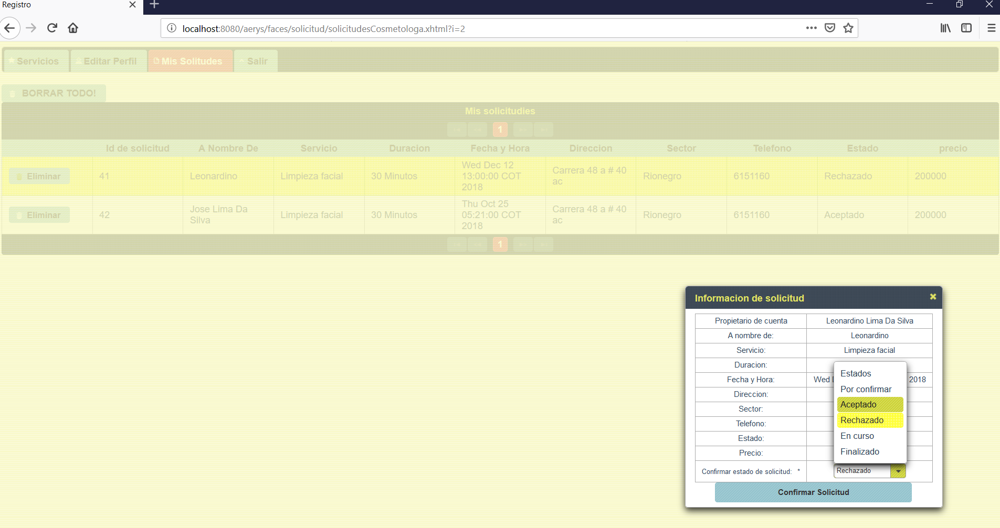 Registro
localhost:8080/aerys/faces/solicitud/solicitudesCosmetologa.xhtml?i=2
Servicios Editar Perfil Mis Solitudes Salir
BORRAR TODO!
Mis solicitudies
1
Id de solicitud A Nombre De Servicio Duracion Fecha y Hora Direccion Sector Telefono Estado precio
Eliminar 41 Leonardino Limpieza facial 30 Minutos Wed Dec 12 13:00:00 COT 2018 Carrera 48 a # 40 ac Rionegro 6151160 Rechazado 200000
Eliminar 42 Jose Lima Da Silva Limpieza facial 30 Minutos Thu Oct 25 05:21:00 COT 2018 Carrera 48 a # 40 ac Rionegro 6151160 Aceptado 200000
1
Informacion de solicitud
Propietario de cuenta Leonardino Lima Da Silva
A nombre de: Leonardino
Servicio: Limpieza facial
Duracion:
Fecha y Hora: Wed 2018
Direccion:
Sector:
Telefono:
Estado:
Precio:
Estados
Por confirmar
Aceptado
Rechazado
En curso
Finalizado
Confirmar estado de solicitud: * Rechazado
Confirmar Solicitud